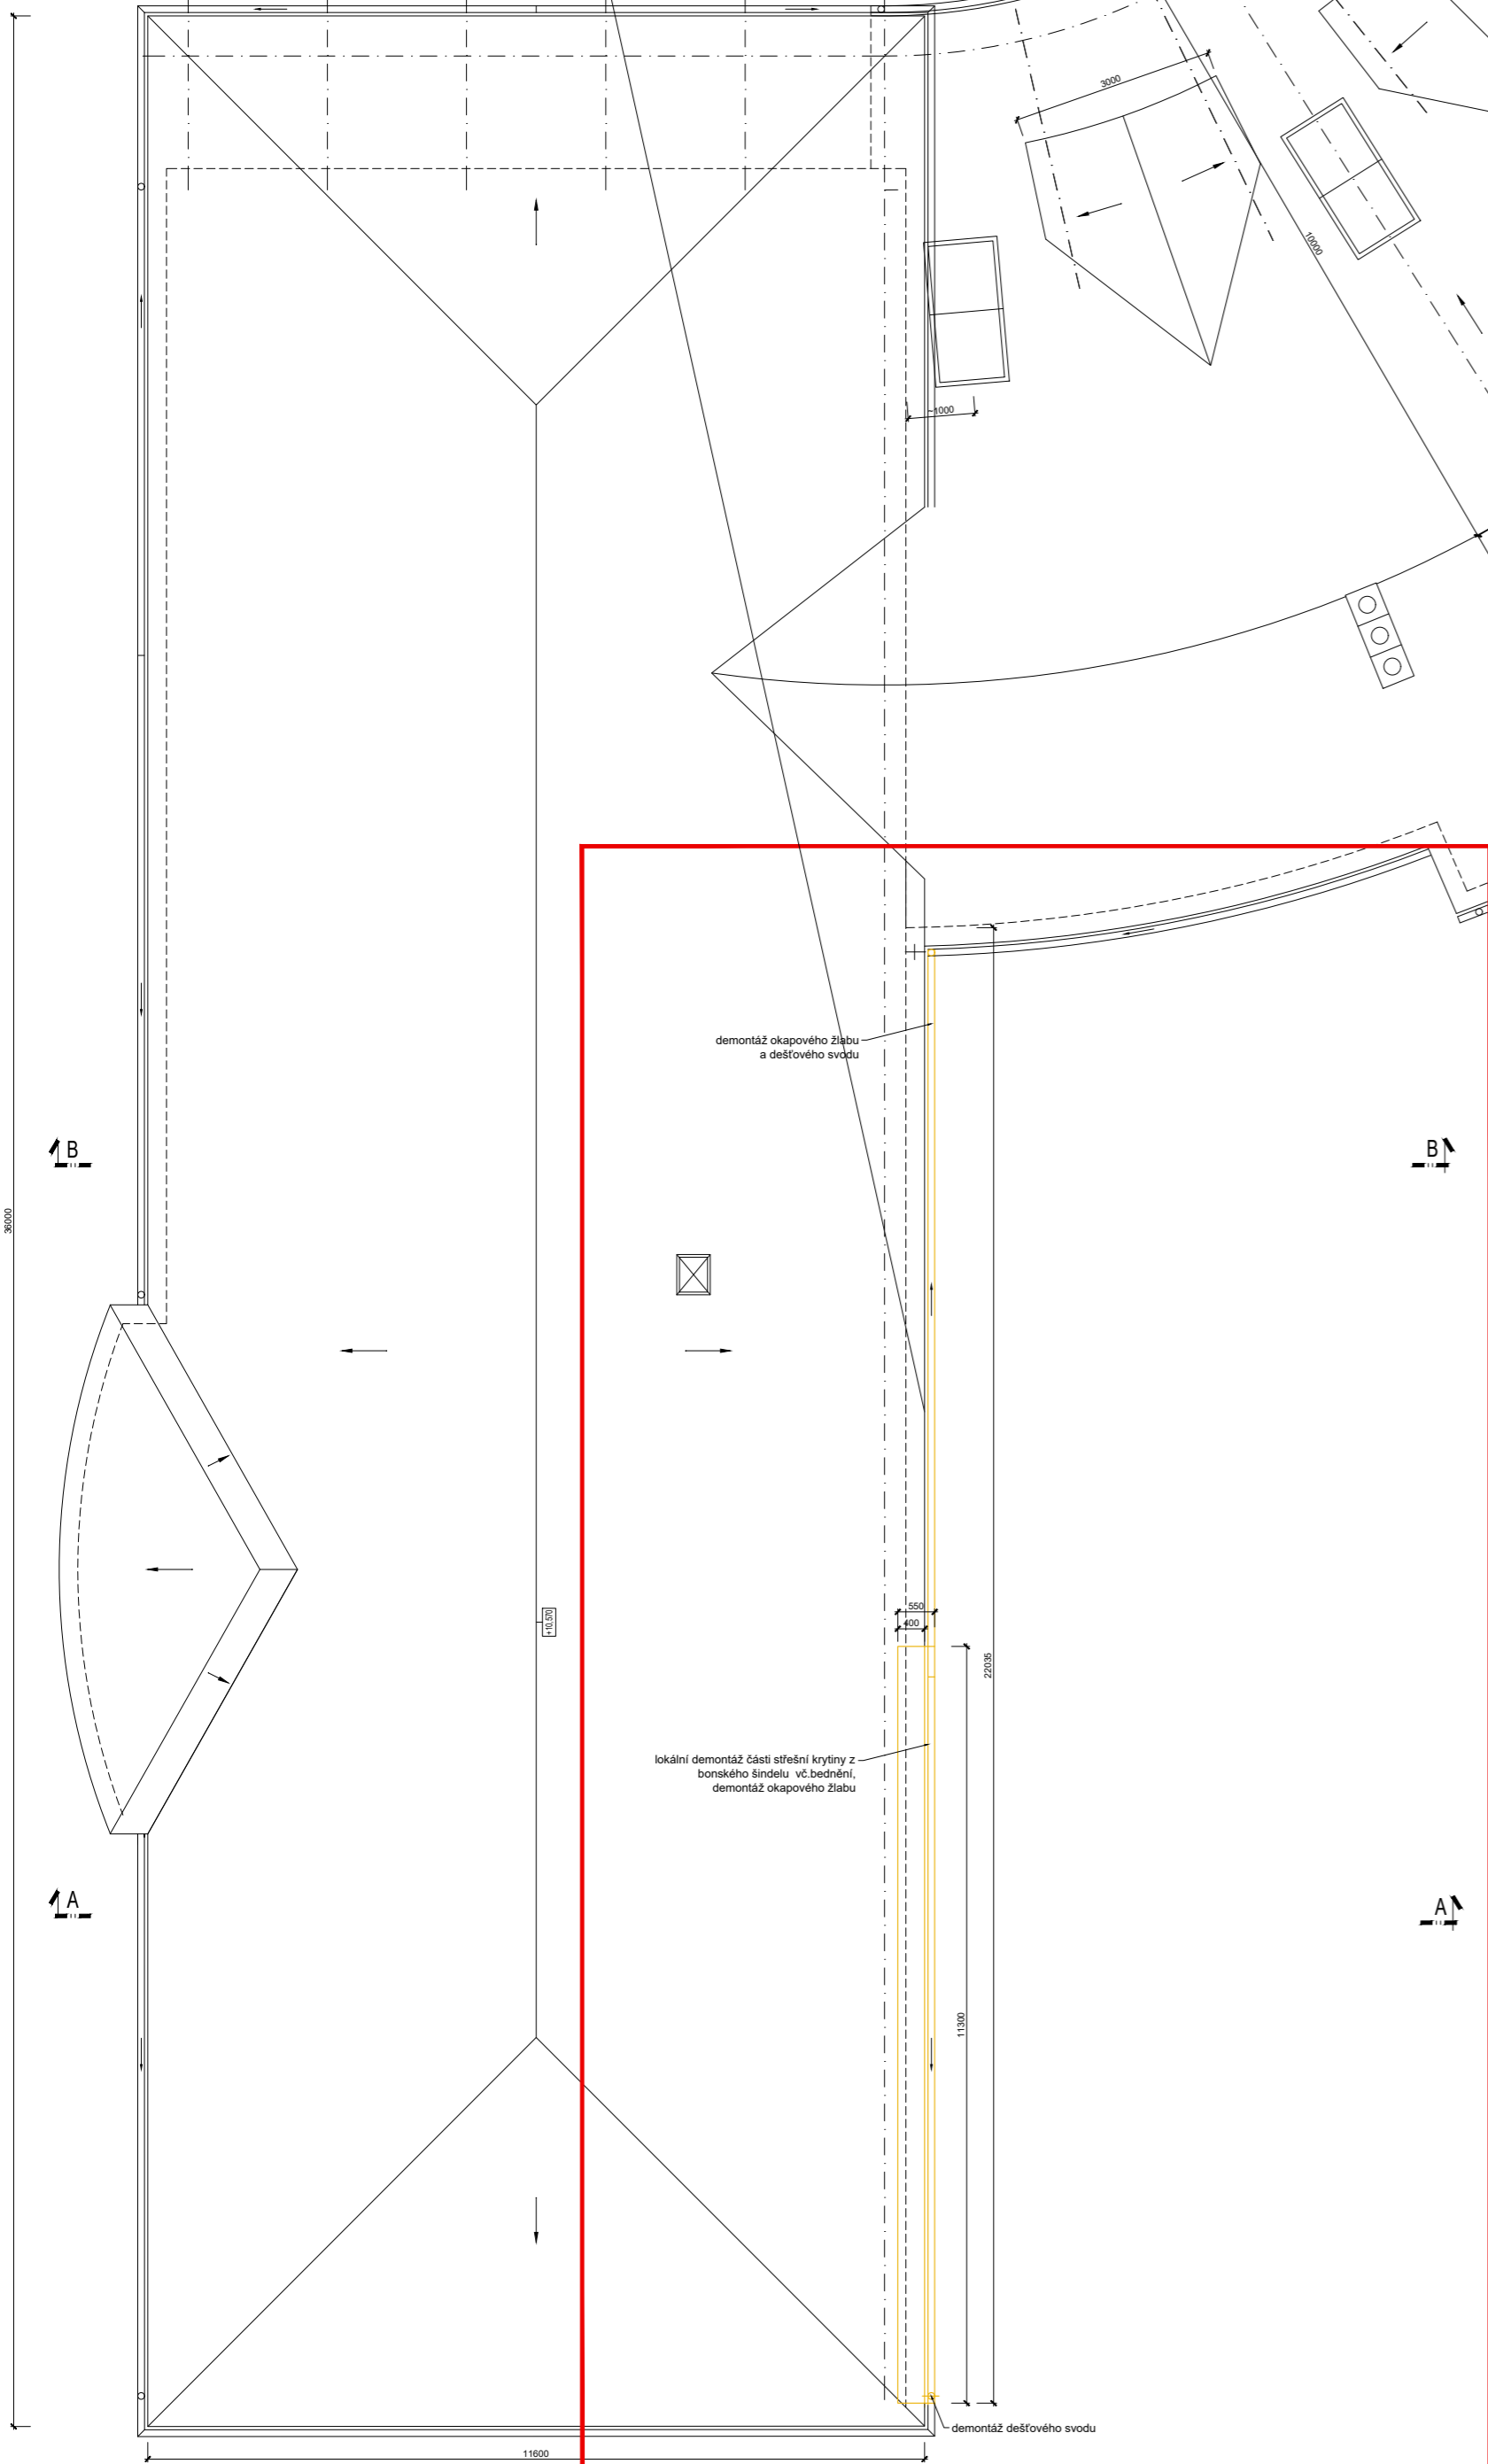 3000
10000
~1000
demontáž okapového žlabu
a dešťového svodu
B
B
36000
550
400
+10,570
22035
lokální demontáž části střešní krytiny z
bonského šindelu vč.bednění,
demontáž okapového žlabu
A
A
11300
demontáž dešťového svodu
11600